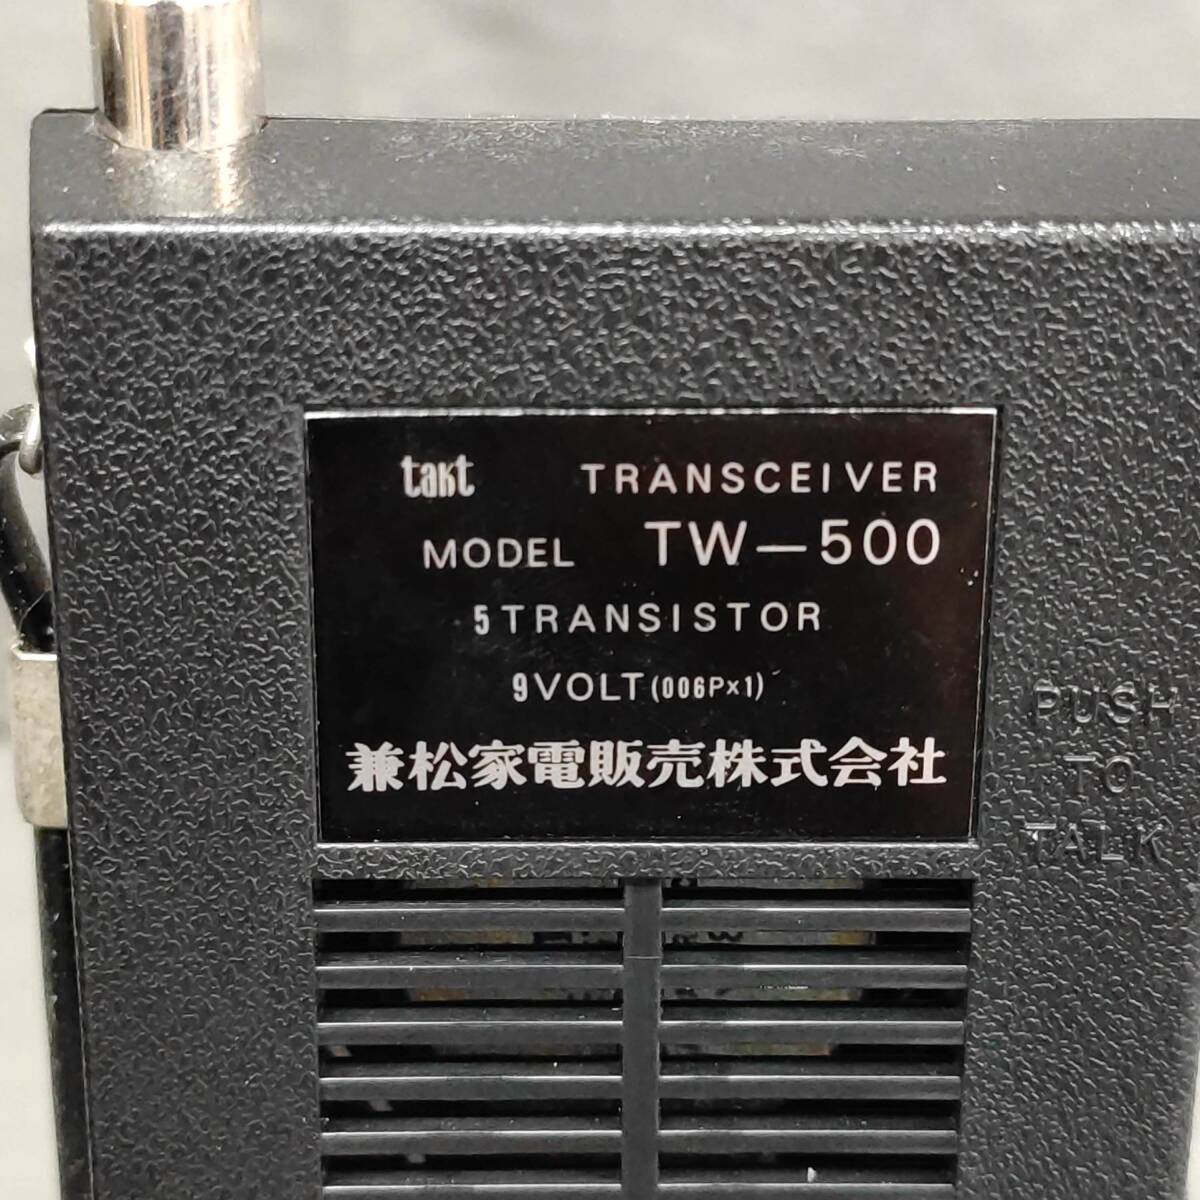 takt TRANSCEIVER
MODEL TW—500
5 TRANSISTOR
9 VOLT (006P×1)
兼松家電販売株式会社
PUSH
TO
TALK